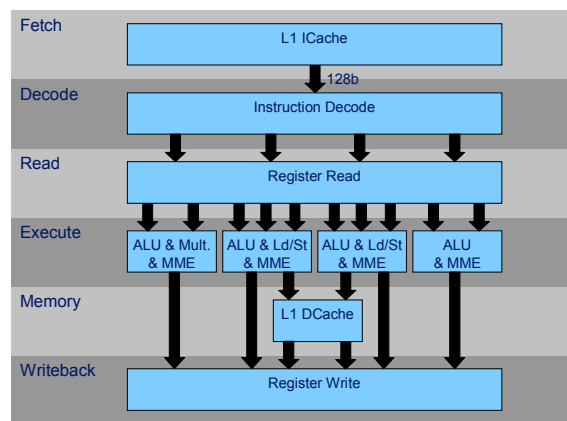 Fetch
L1 ICache
128b
Decode
Instruction Decode
Read
Register Read
Execute
ALU & Mult.
& MME
ALU & Ld/St
& MME
ALU & Ld/St
& MME
ALU
& MME
Memory
L1 DCache
Writeback
Register Write